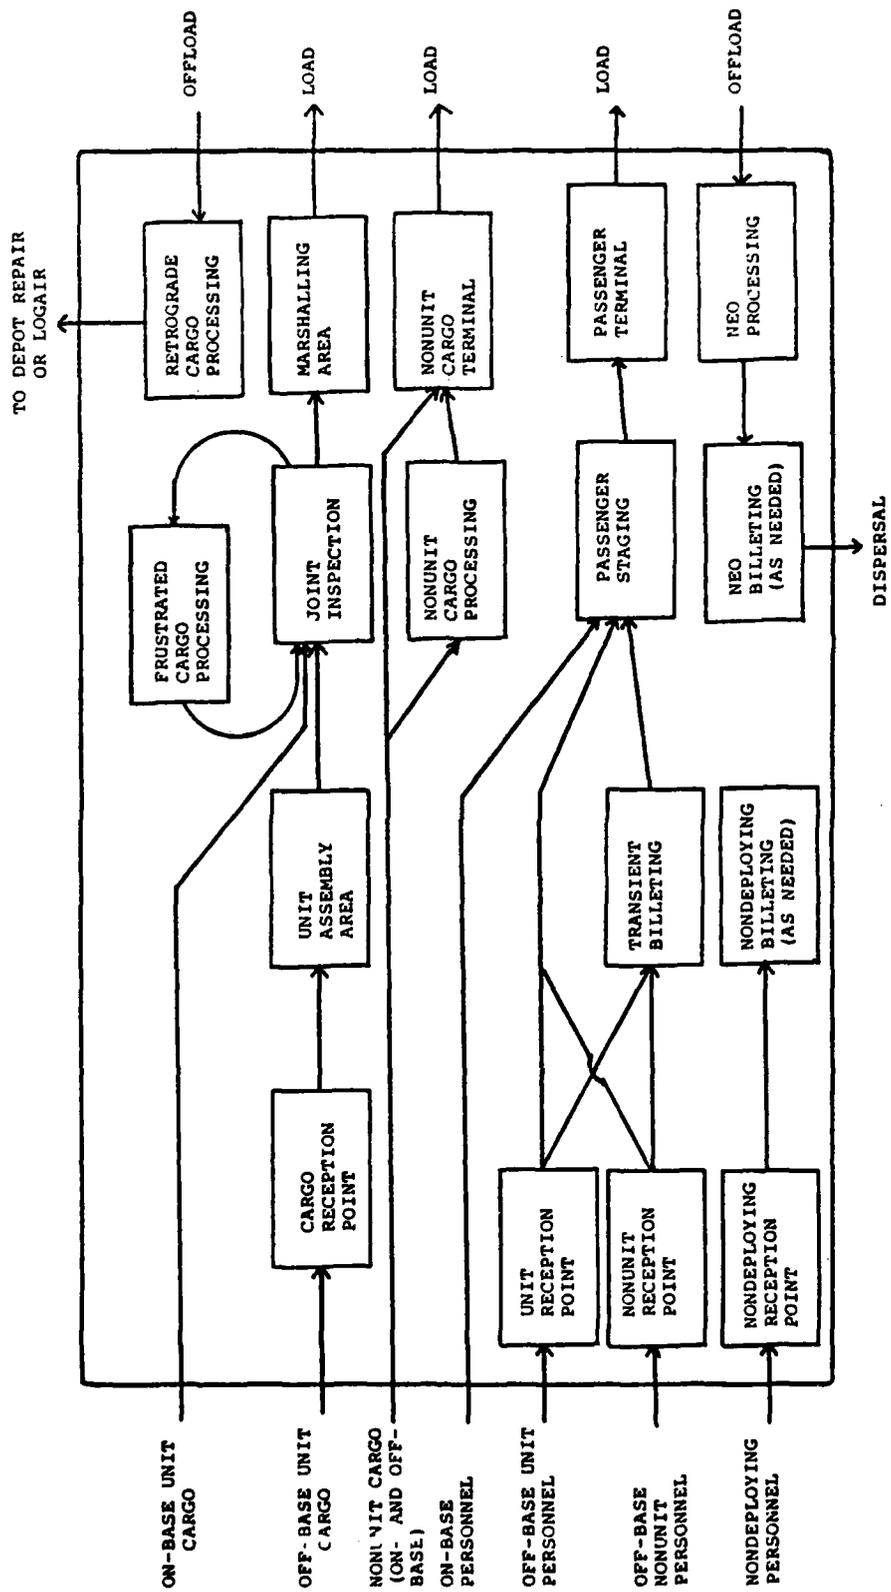 TO DEPOT REPAIR
OR LOGAIR
OFFLOAD
LOAD
LOAD
LOAD
OFFLOAD
RETROGRADE
CARGO
PROCESSING
MARSHALLING
AREA
NONUNIT
CARGO
TERMINAL
PASSENGER
TERMINAL
NEO
PROCESSING
FRUSTRATED
CARGO
PROCESSING
JOINT
INSPECTION
NONUNIT
CARGO
PROCESSING
PASSENGER
STAGING
NEO
BILLETING
(AS NEEDED)
DISPERSAL
UNIT
ASSEMBLY
AREA
TRANSIENT
BILLETING
NONDEPLOYING
BILLETING
(AS NEEDED)
CARGO
RECEPTION
POINT
UNIT
RECEPTION
POINT
NONUNIT
RECEPTION
POINT
NONDEPLOYING
RECEPTION
POINT
ON-BASE UNIT
CARGO
OFF-BASE UNIT
CARGO
NONUNIT CARGO
(ON- AND OFF-
BASE)
ON-BASE
PERSONNEL
OFF-BASE UNIT
PERSONNEL
OFF-BASE
NONUNIT
PERSONNEL
NONDEPLOYING
PERSONNEL